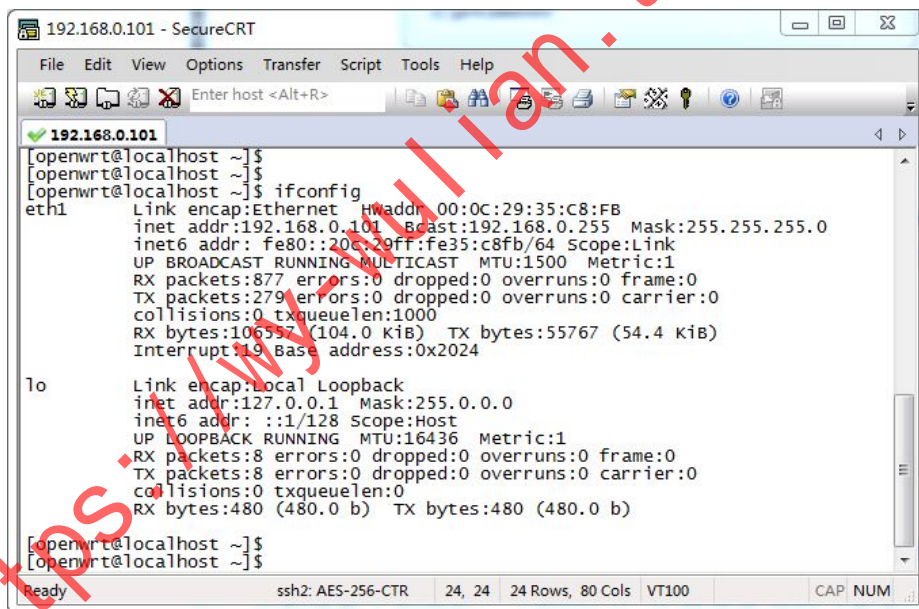 192.168.0.101 - SecureCRT
File Edit View Options Transfer Script Tools Help
Enter host <Alt+R>
192.168.0.101
[openwrt@localhost ~]$
[openwrt@localhost ~]$
[openwrt@localhost ~]$ ifconfig
eth1 Link encap:Ethernet HWaddr 00:0C:29:35:C8:FB
inet addr:192.168.0.101 Bcast:192.168.0.255 Mask:255.255.255.0
inet6 addr: fe80::20c:29ff:fe35:c8fb/64 Scope:Link
UP BROADCAST RUNNING MULTICAST MTU:1500 Metric:1
RX packets:877 errors:0 dropped:0 overruns:0 frame:0
TX packets:279 errors:0 dropped:0 overruns:0 carrier:0
collisions:0 txqueuelen:1000
RX bytes:106557 (104.0 KiB) TX bytes:55767 (54.4 KiB)
Interrupt:19 Base address:0x2024
lo Link encap:Local Loopback
inet addr:127.0.0.1 Mask:255.0.0.0
inet6 addr: ::1/128 Scope:Host
UP LOOPBACK RUNNING MTU:16436 Metric:1
RX packets:8 errors:0 dropped:0 overruns:0 frame:0
TX packets:8 errors:0 dropped:0 overruns:0 carrier:0
collisions:0 txqueuelen:0
RX bytes:480 (480.0 b) TX bytes:480 (480.0 b)
[openwrt@localhost ~]$
[openwrt@localhost ~]$
Ready ssh2: AES-256-CTR 24, 24 24 Rows, 80 Cols VT100 CAP NUM
tps://wy-wulian.